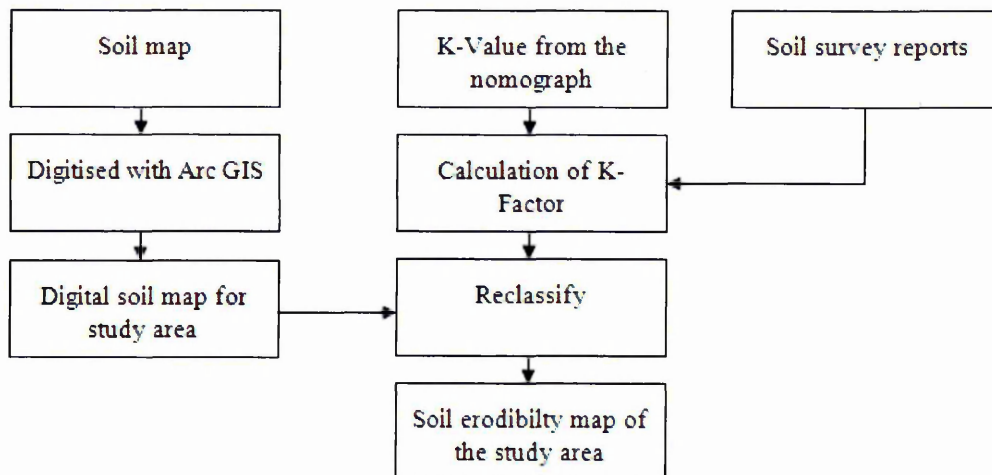 Soil map
K-Value from the
nomograph
Soil survey reports
Digitised with Arc GIS
Calculation of K-
Factor
Digital soil map for
study area
Reclassify
Soil erodibilty map of
the study area